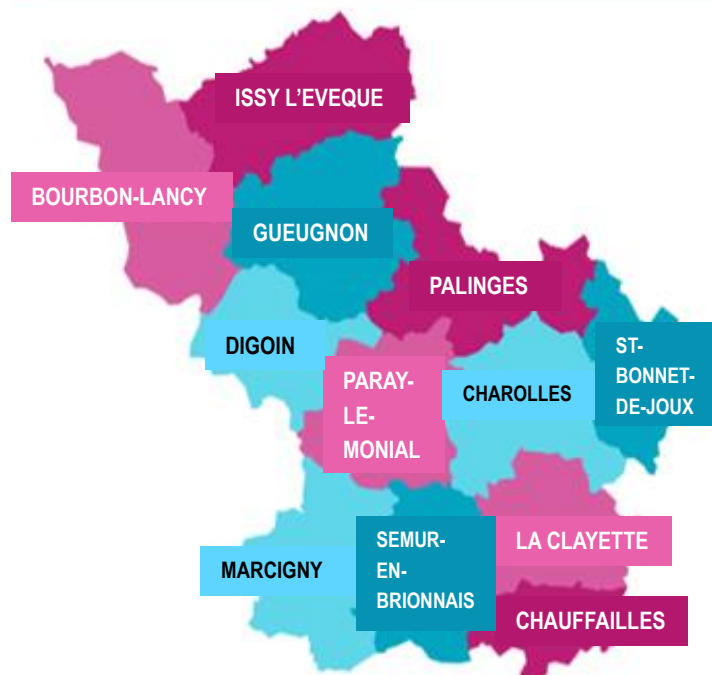 ISSY L'EVEQUE
BOURBON-LANCY
GUEUGNON
PALINGES
DIGOIN
ST-
BONNET-
DE-JOUX
PARAY-
LE-
MONIAL
CHAROLLES
SEMUR-
EN-
BRIONNAIS
LA CLAYETTE
MARCIGNY
CHAUFFAILLES